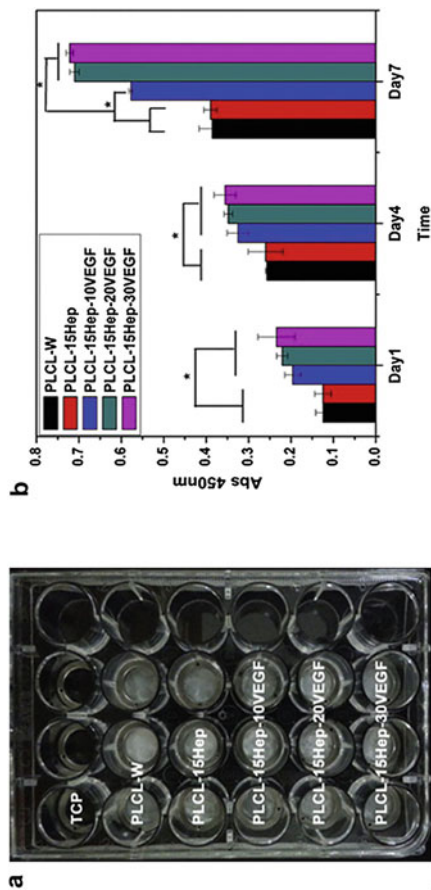 a
TCP
PLCL-W
PLCL-15Hep
PLCL-15Hep-10VEGF
PLCL-15Hep-20VEGF
PLCL-15Hep-30VEGF
b
0.8
0.7
0.6
0.5
0.4
0.3
0.2
0.1
0.0
Abs 450nm
PLCL-W
PLCL-15Hep
PLCL-15Hep-10VEGF
PLCL-15Hep-20VEGF
PLCL-15Hep-30VEGF
*
*
*
*
Day1
Day4
Day7
Time